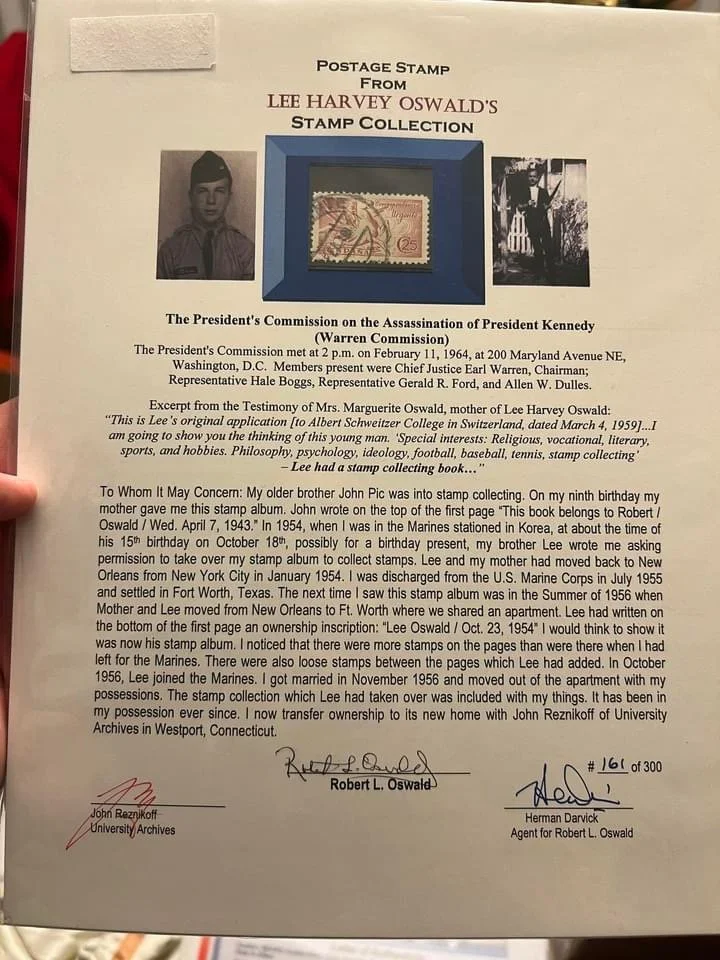 POSTAGE STAMP
FROM
LEE HARVEY OSWALD'S
STAMP COLLECTION
25
The President's Commission on the Assassination of President Kennedy
(Warren Commission)
The President's Commission met at 2 p.m. on February 11, 1964, at 200 Maryland Avenue NE,
Washington, D.C. Members present were Chief Justice Earl Warren, Chairman;
Representative Hale Boggs, Representative Gerald R. Ford, and Allen W. Dulles.
Excerpt from the Testimony of Mrs. Marguerite Oswald, mother of Lee Harvey Oswald:
“This is Lee's original application [to Albert Schweitzer College in Switzerland, dated March 4, 1959]...I
am going to show you the thinking of this young man. ‘Special interests: Religious, vocational, literary,
sports, and hobbies. Philosophy, psychology, ideology, football, baseball, tennis, stamp collecting’
– Lee had a stamp collecting book…”
To Whom It May Concern: My older brother John Pic was into stamp collecting. On my ninth birthday my
mother gave me this stamp album. John wrote on the top of the first page “This book belongs to Robert /
Oswald / Wed. April 7, 1943.” In 1954, when I was in the Marines stationed in Korea, at about the time of
his 15th birthday on October 18th, possibly for a birthday present, my brother Lee wrote me asking
permission to take over my stamp album to collect stamps. Lee and my mother had moved back to New
Orleans from New York City in January 1954. I was discharged from the U.S. Marine Corps in July 1955
and settled in Fort Worth, Texas. The next time I saw this stamp album was in the Summer of 1956 when
Mother and Lee moved from New Orleans to Ft. Worth where we shared an apartment. Lee had written on
the bottom of the first page an ownership inscription: “Lee Oswald / Oct. 23, 1954” I would think to show it
was now his stamp album. I noticed that there were more stamps on the pages than were there when I had
left for the Marines. There were also loose stamps between the pages which Lee had added. In October
1956, Lee joined the Marines. I got married in November 1956 and moved out of the apartment with my
possessions. The stamp collection which Lee had taken over was included with my things. It has been in
my possession ever since. I now transfer ownership to its new home with John Reznikoff of University
Archives in Westport, Connecticut.
Robert L. Oswald
Robert L. Oswald
# 161 of 300
John Reznikoff
University Archives
Herman Darvick
Agent for Robert L. Oswald